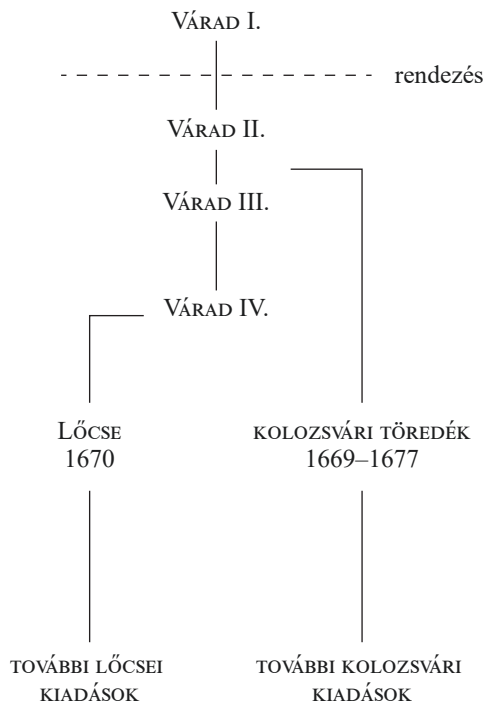 Várad I.
rendezés
Várad II.
Várad III.
Várad IV.
Lőcse
1670
kolozsvári töredék
1669–1677
további lőcsei
kiadások
további kolozsvári
kiadások